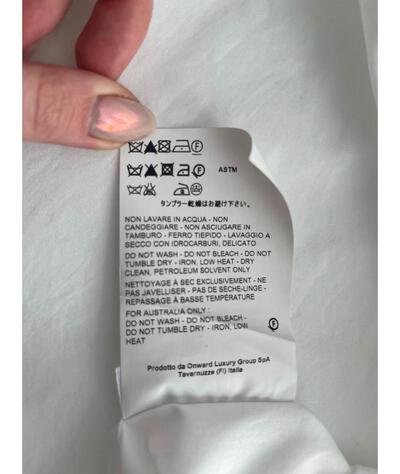 F
F
ASTM
タンブラー乾燥はお避け下さい。
NON LAVARE IN ACQUA - NON
CANDEGGIARE - NON ASCIUGARE IN
TAMBURO - FERRO TIEPIDO - LAVAGGIO A
SECCO CON IDROCARBURI, DELICATO
DO NOT WASH - DO NOT BLEACH - DO NOT
TUMBLE DRY - IRON, LOW HEAT - DRY
CLEAN, PETROLEUM SOLVENT ONLY
NETTOYAGE À SEC EXCLUSIVEMENT - NE
PAS JAVELLISER - PAS DE SÈCHE-LINGE -
REPASSAGE À BASSE TEMPÉRATURE
FOR AUSTRALIA ONLY :
DO NOT WASH - DO NOT BLEACH -
DO NOT TUMBLE DRY - IRON, LOW
HEAT
F
Prodotto da Onward Luxury Group SpA
Tavarnuzze (FI) Italia